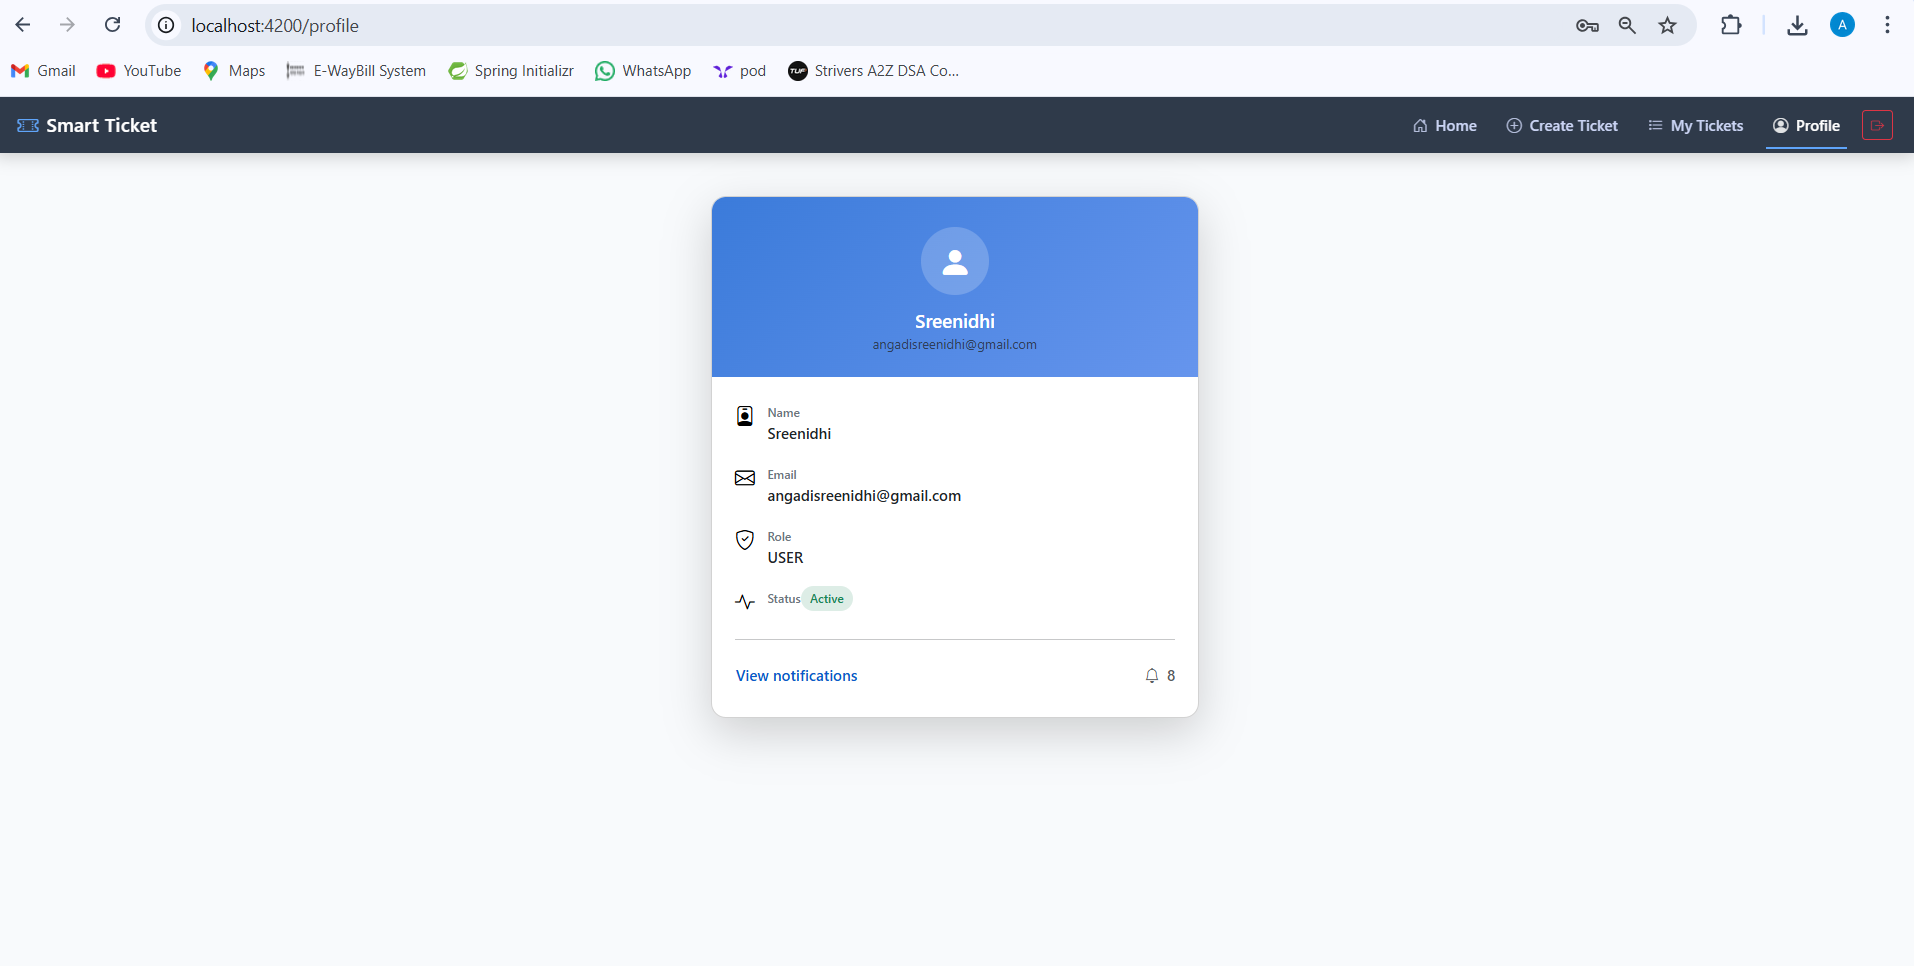 localhost:4200/profile
A
Gmail YouTube Maps E-WayBill System Spring Initializr WhatsApp pod TUF Strivers A2Z DSA Co...
Smart Ticket Home Create Ticket My Tickets Profile
Sreenidhi
angadisreenidhi@gmail.com
Name
Sreenidhi
Email
angadisreenidhi@gmail.com
Role
USER
Status Active
View notifications 8